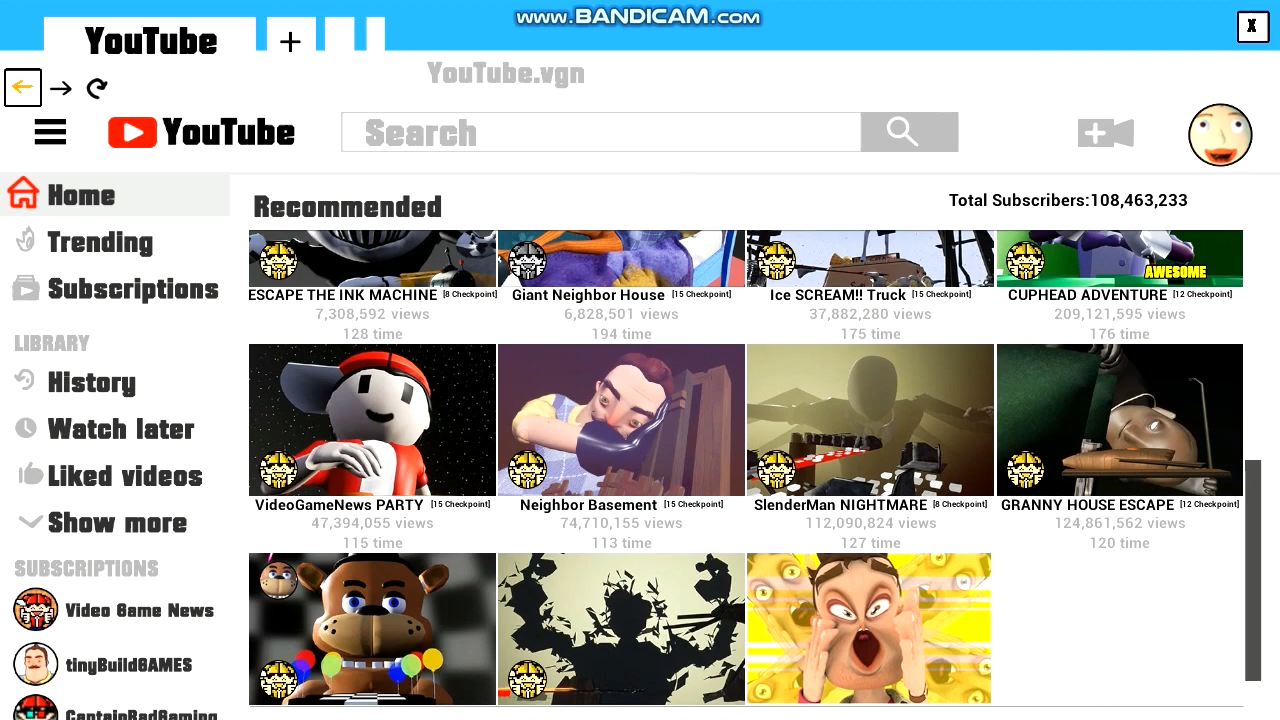 www.BANDICAM.com
YouTube
+
X
YouTube.vgn
YouTube
Search
Home
Trending
Subscriptions
LIBRARY
History
Watch later
Liked videos
Show more
SUBSCRIPTIONS
Video Game News
tinyBuildGAMES
CaptainBadGaming
Recommended
Total Subscribers:108,463,233
AWESOME
ESCAPE THE INK MACHINE [8 Checkpoint]
7,308,592 views
128 time
Giant Neighbor House [15 Checkpoint]
6,828,501 views
194 time
Ice SCREAM!! Truck [15 Checkpoint]
37,882,280 views
175 time
CUPHEAD ADVENTURE [12 Checkpoint]
209,121,595 views
176 time
VideoGameNews PARTY [15 Checkpoint]
47,394,055 views
115 time
Neighbor Basement [15 Checkpoint]
74,710,155 views
113 time
SlenderMan NIGHTMARE [8 Checkpoint]
112,090,824 views
127 time
GRANNY HOUSE ESCAPE [12 Checkpoint]
124,861,562 views
120 time